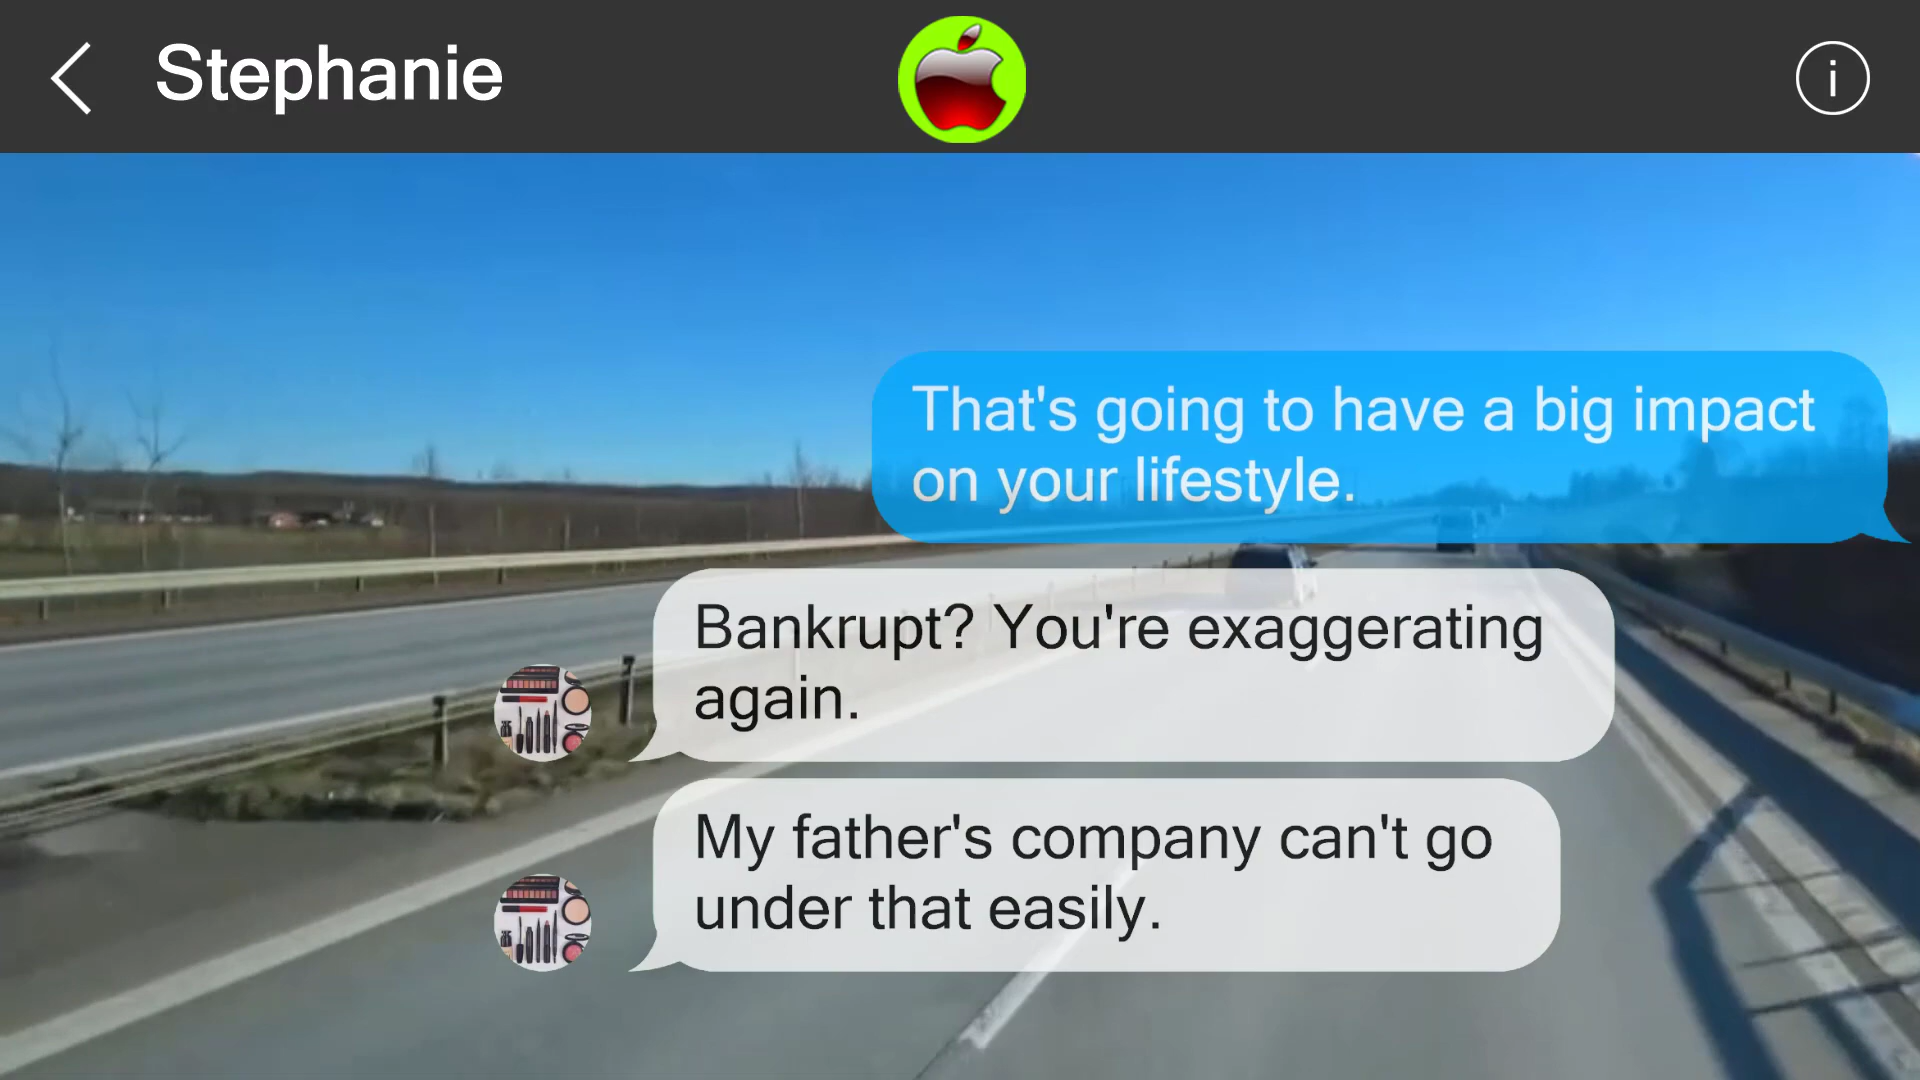 Stephanie
i
That's going to have a big impact
on your lifestyle.
Bankrupt? You're exaggerating
again.
My father's company can't go
under that easily.